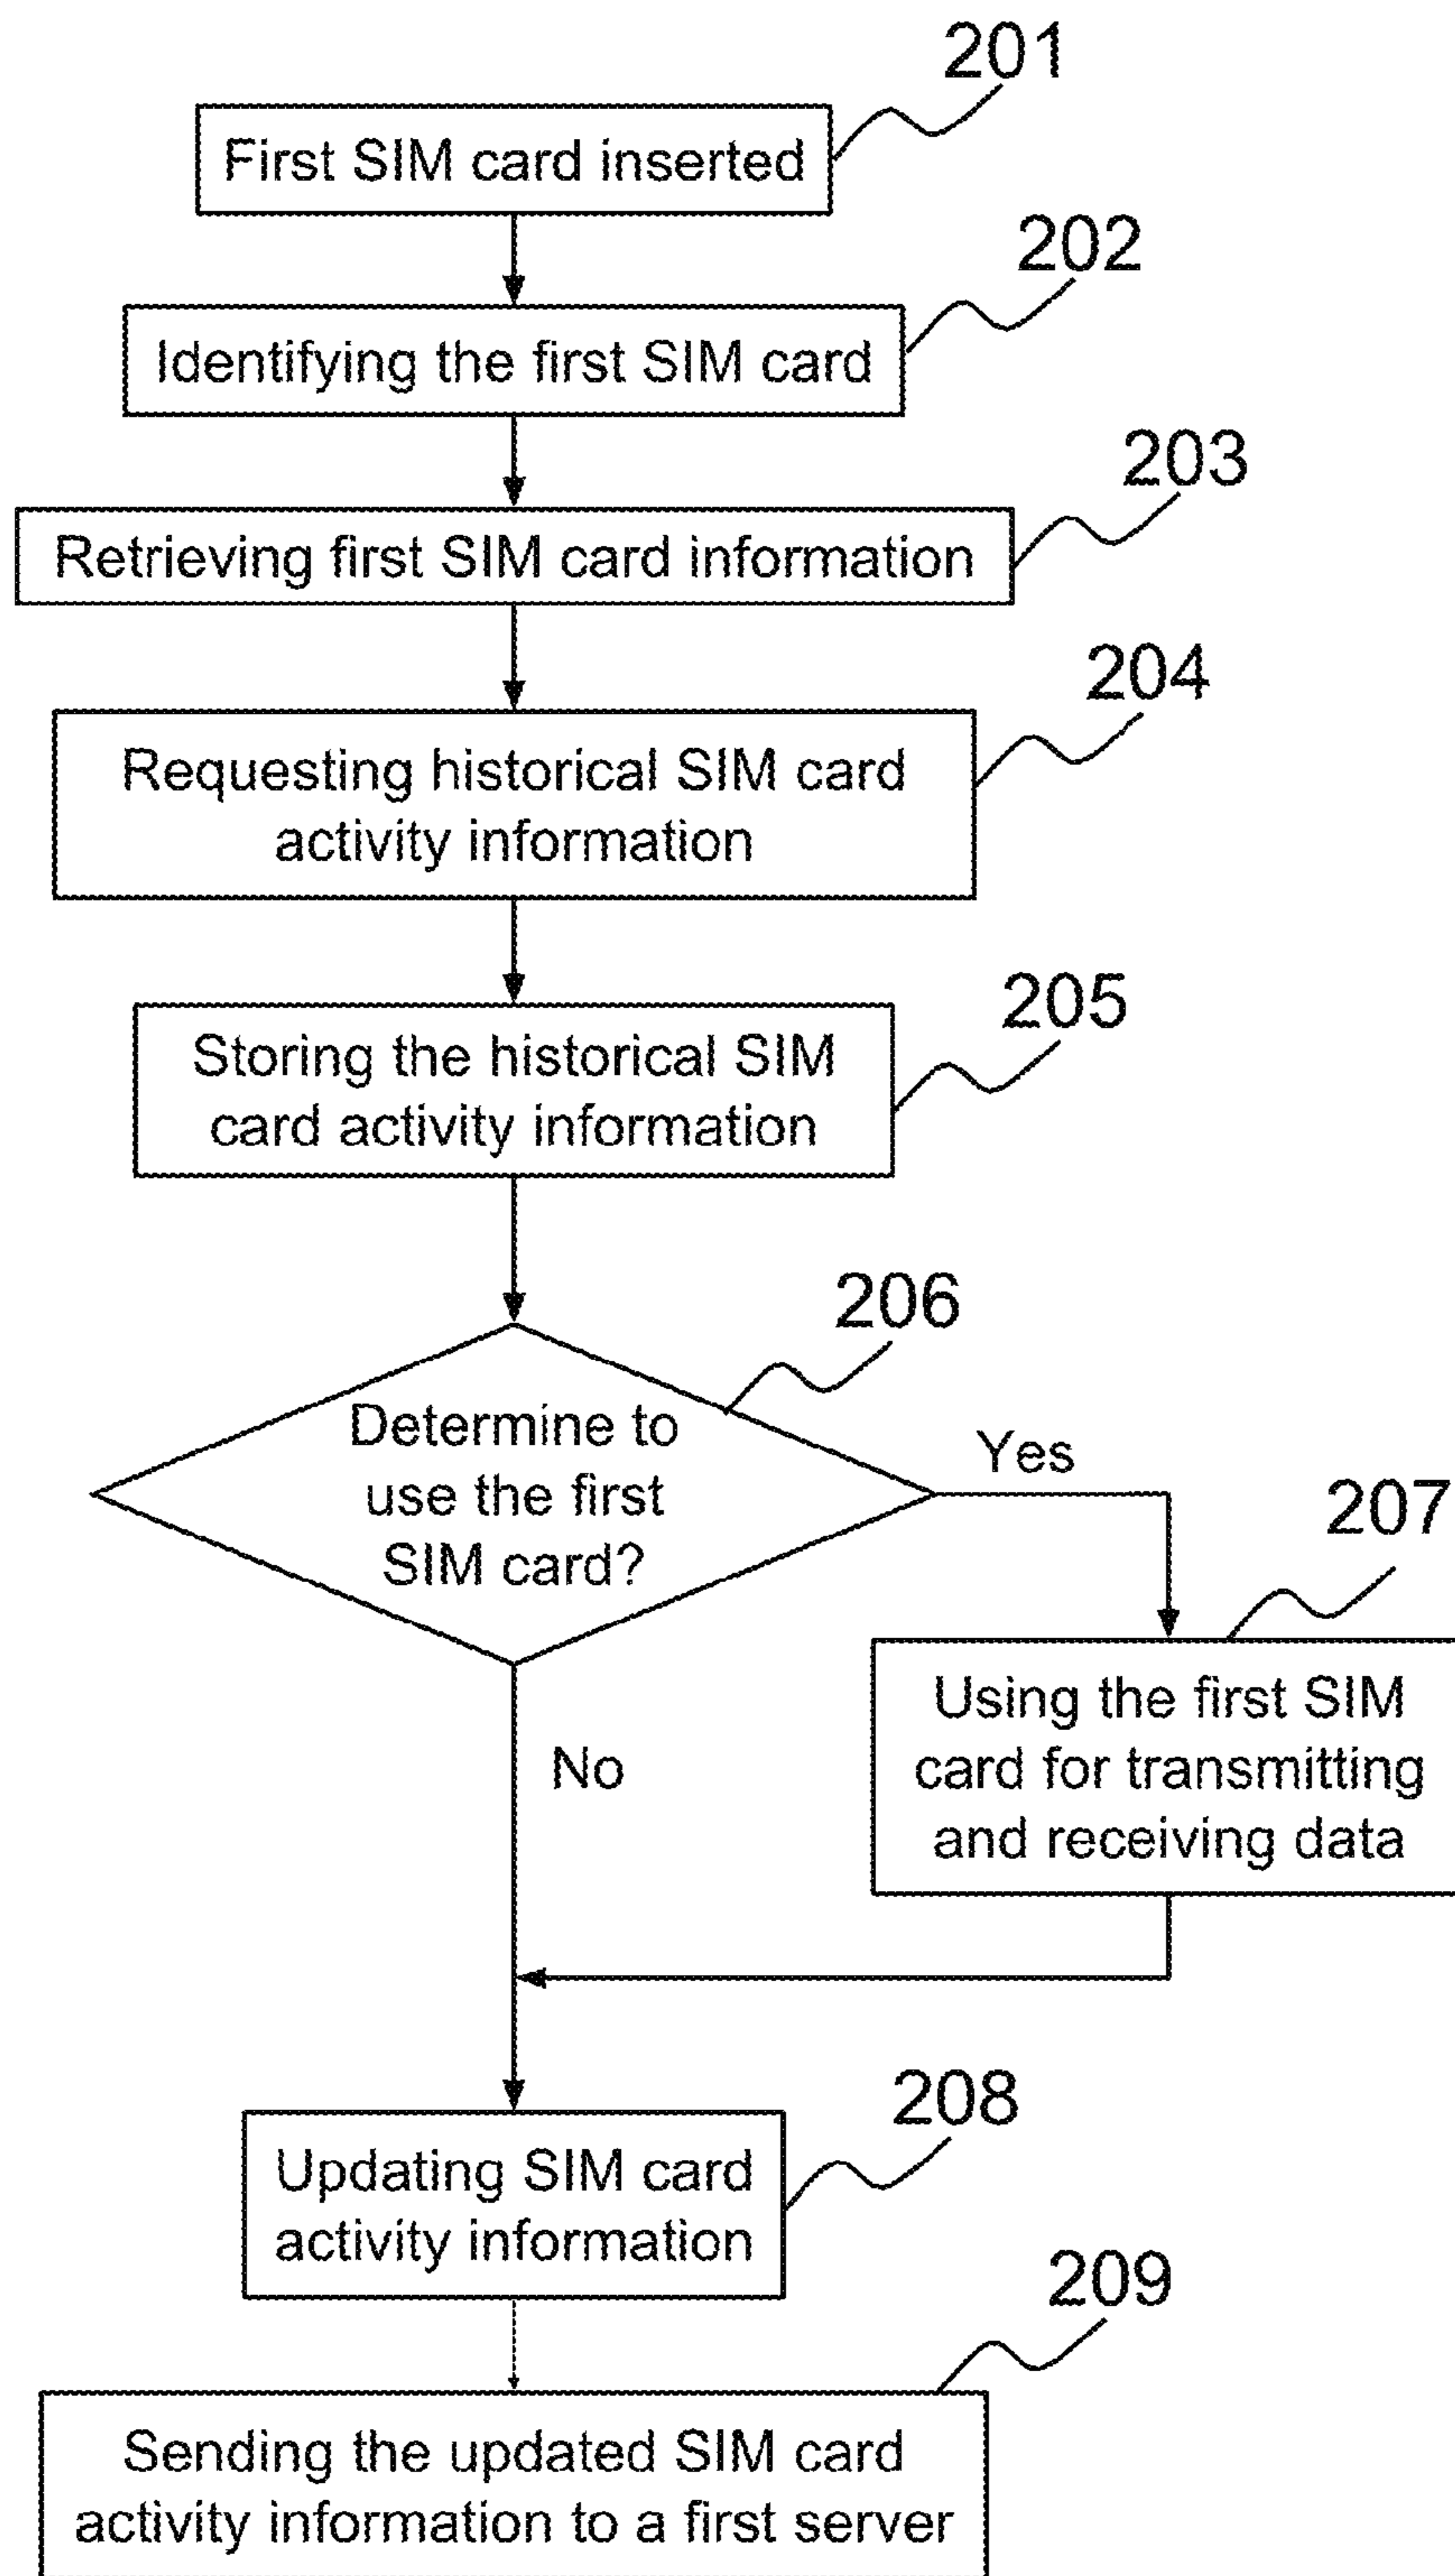 201
First SIM card inserted
202
Identifying the first SIM card
203
Retrieving first SIM card information
204
Requesting historical SIM card
activity information
205
Storing the historical SIM
card activity information
206
Determine to
use the first
SIM card?
Yes
207
Using the first SIM
card for transmitting
and receiving data
No
208
Updating SIM card
activity information
209
Sending the updated SIM card
activity information to a first server